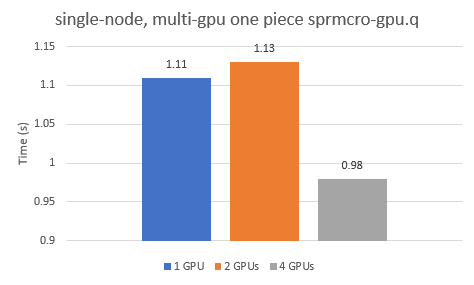 single-node, multi-gpu one piece sprmcro-gpu.q
1.15
1.1
1.05
1
0.95
0.9
Time (s)
1.11
1.13
0.98
1 GPU
2 GPUs
4 GPUs